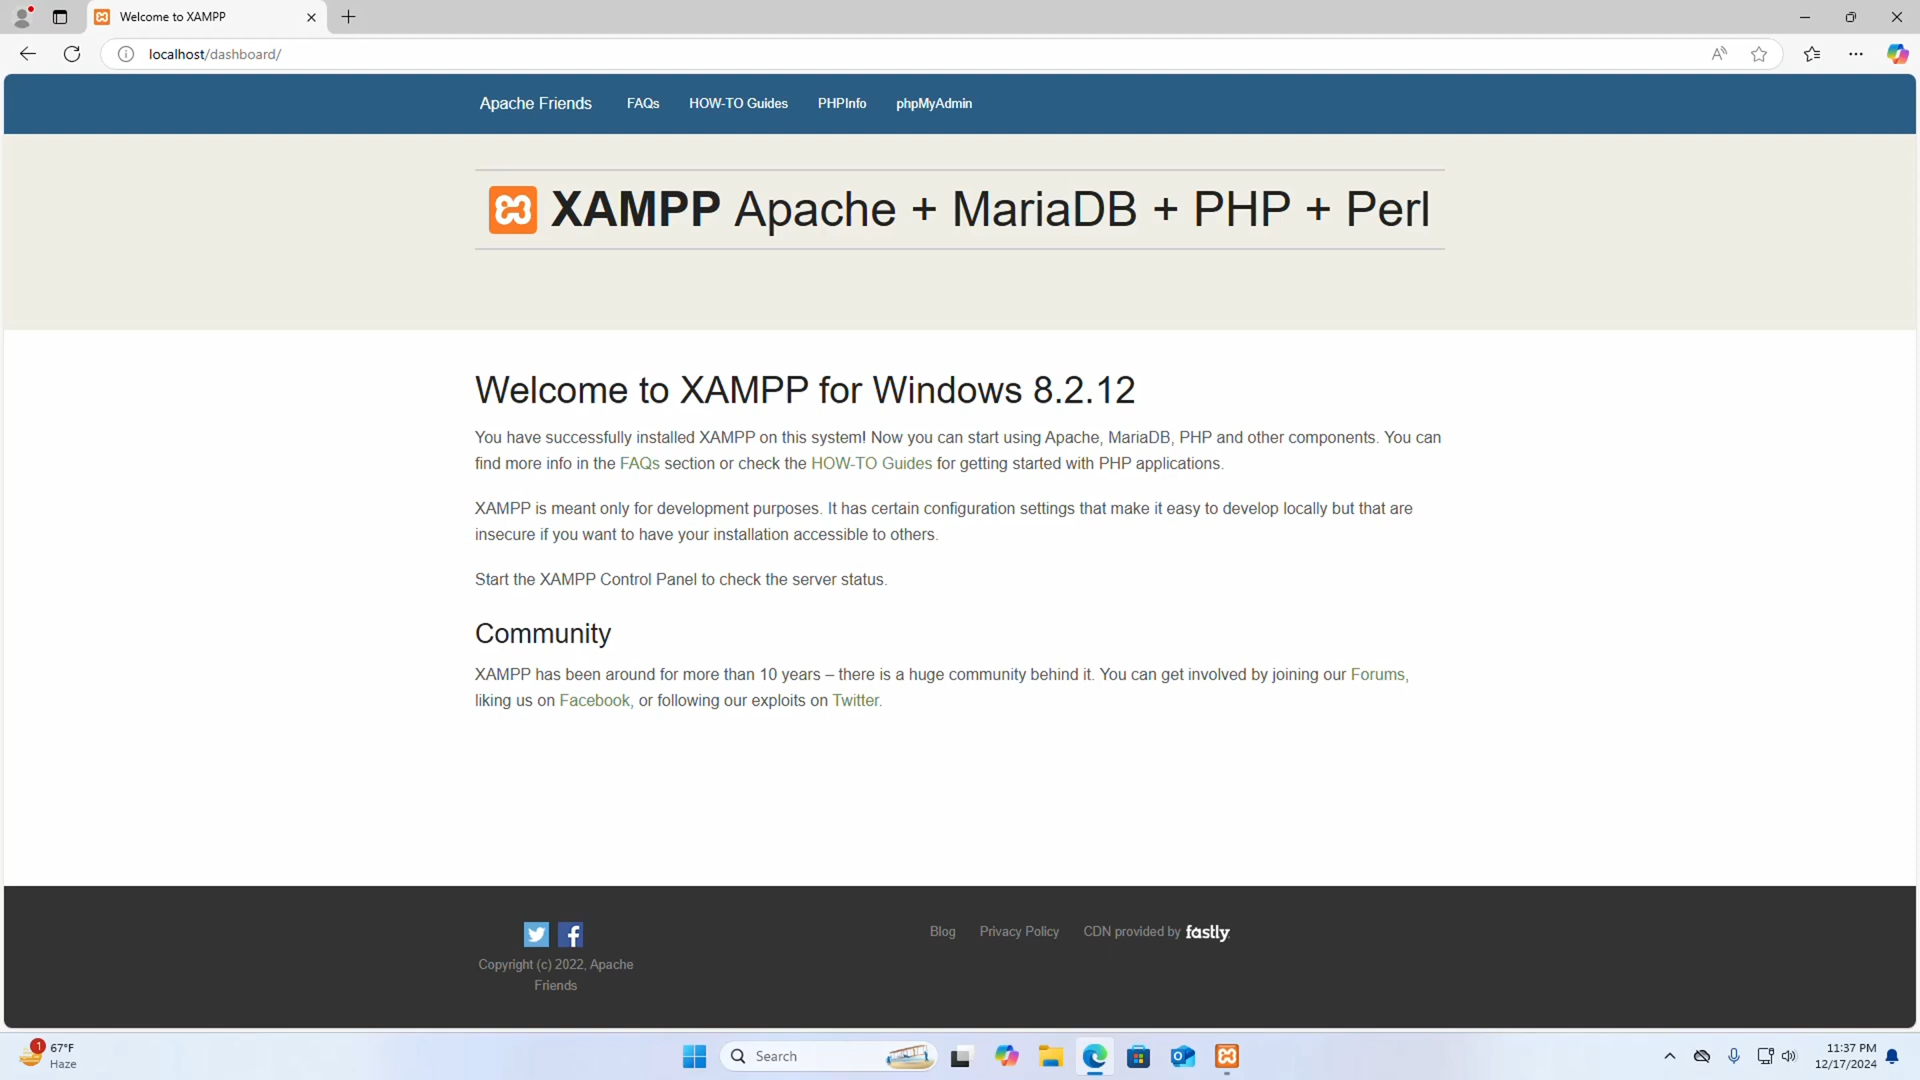 Welcome to XAMPP
localhost/dashboard/
Apache Friends FAQs HOW-TO Guides PHPInfo phpMyAdmin
XAMPP Apache + MariaDB + PHP + Perl
Welcome to XAMPP for Windows 8.2.12
You have successfully installed XAMPP on this system! Now you can start using Apache, MariaDB, PHP and other components. You can
find more info in the FAQs section or check the HOW-TO Guides for getting started with PHP applications.
XAMPP is meant only for development purposes. It has certain configuration settings that make it easy to develop locally but that are
insecure if you want to have your installation accessible to others.
Start the XAMPP Control Panel to check the server status.
Community
XAMPP has been around for more than 10 years – there is a huge community behind it. You can get involved by joining our Forums,
liking us on Facebook, or following our exploits on Twitter.
Blog Privacy Policy CDN provided by fastly
Copyright (c) 2022, Apache
Friends
1
67°F
Haze
Search
11:37 PM
12/17/2024